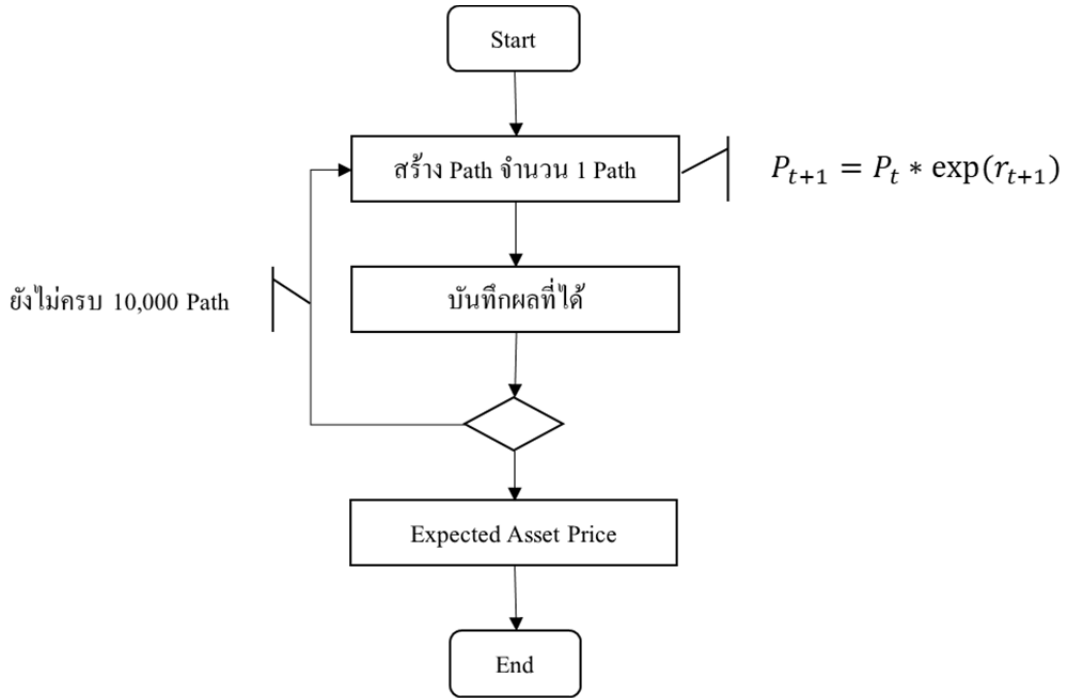 Start
สร้าง Path จำนวน 1 Path
P_{t+1} = P_t * exp(r_{t+1})
บันทึกผลที่ได้
ยังไม่ครบ 10,000 Path
Expected Asset Price
End